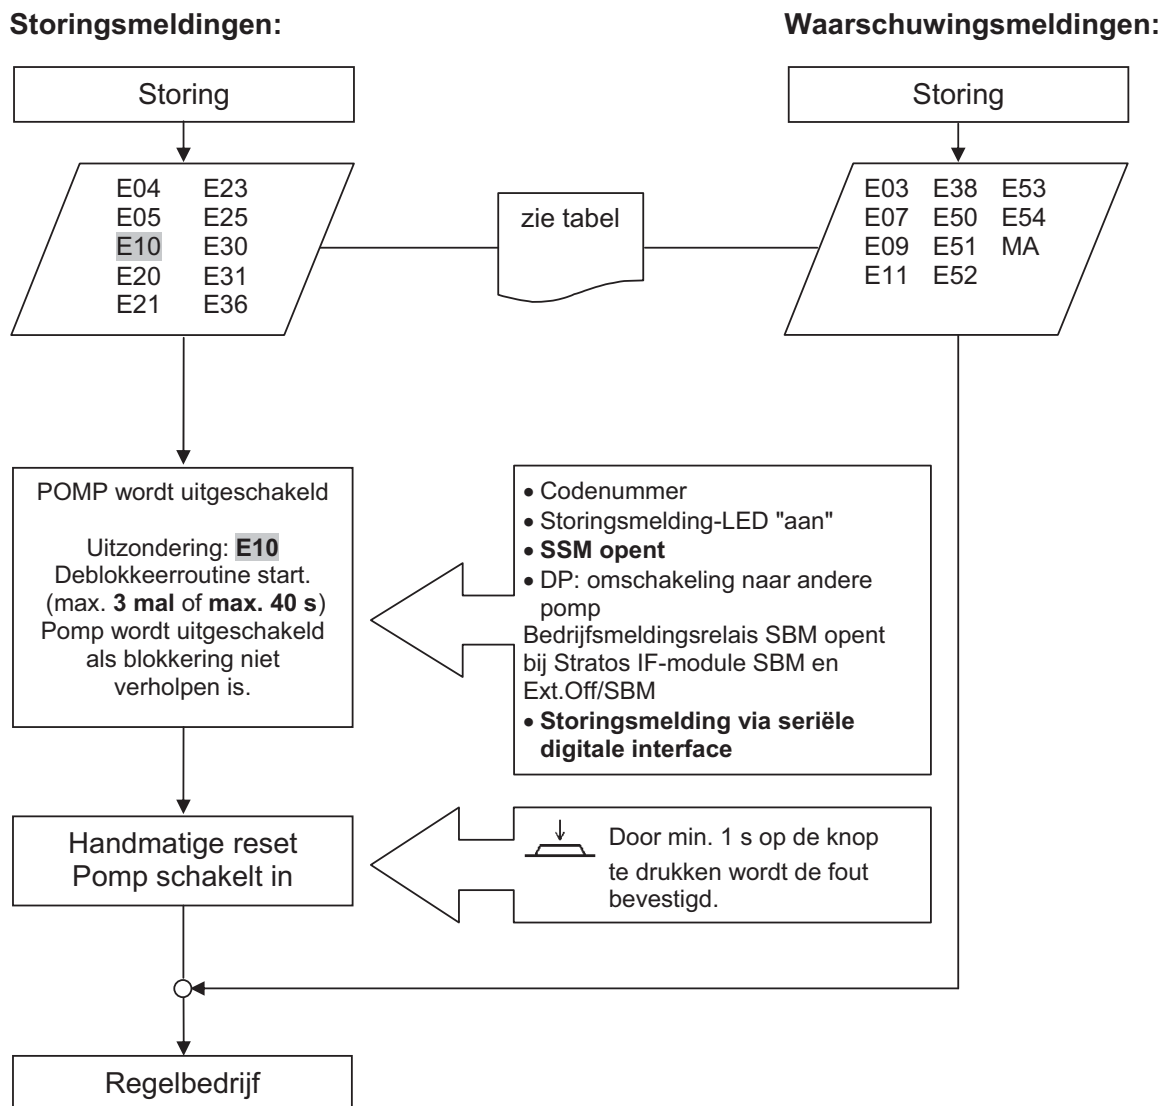 Storingsmeldingen:
Waarschuwingsmeldingen:
Storing
Storing
E04 E23
E05 E25
E10 E30
E20 E31
E21 E36
zie tabel
E03 E38 E53
E07 E50 E54
E09 E51 MA
E11 E52
POMP wordt uitgeschakeld
Uitzondering: E10
Deblokkeerroutine start.
(max. 3 mal of max. 40 s)
Pomp wordt uitgeschakeld
als blokkering niet
verholpen is.
• Codenummer
• Storingsmelding-LED "aan"
• SSM opent
• DP: omschakeling naar andere
pomp
Bedrijfsmeldingsrelais SBM opent
bij Stratos IF-module SBM en
Ext.Off/SBM
• Storingsmelding via seriële
digitale interface
Handmatige reset
Pomp schakelt in
Door min. 1 s op de knop
te drukken wordt de fout
bevestigd.
Regelbedrijf